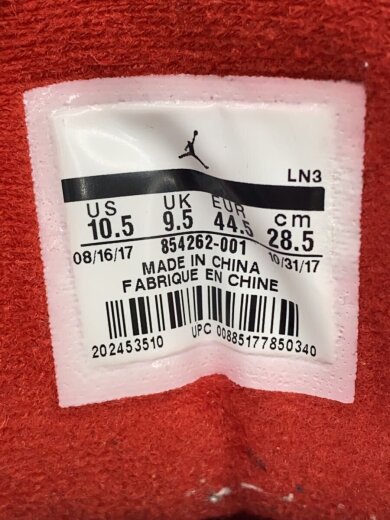 LN3
US UK EUR cm
10.5 9.5 44.5 28.5
08/16/17 854262-001 10/31/17
MADE IN CHINA
FABRIQUE EN CHINE
202453510 UPC 00885177850340